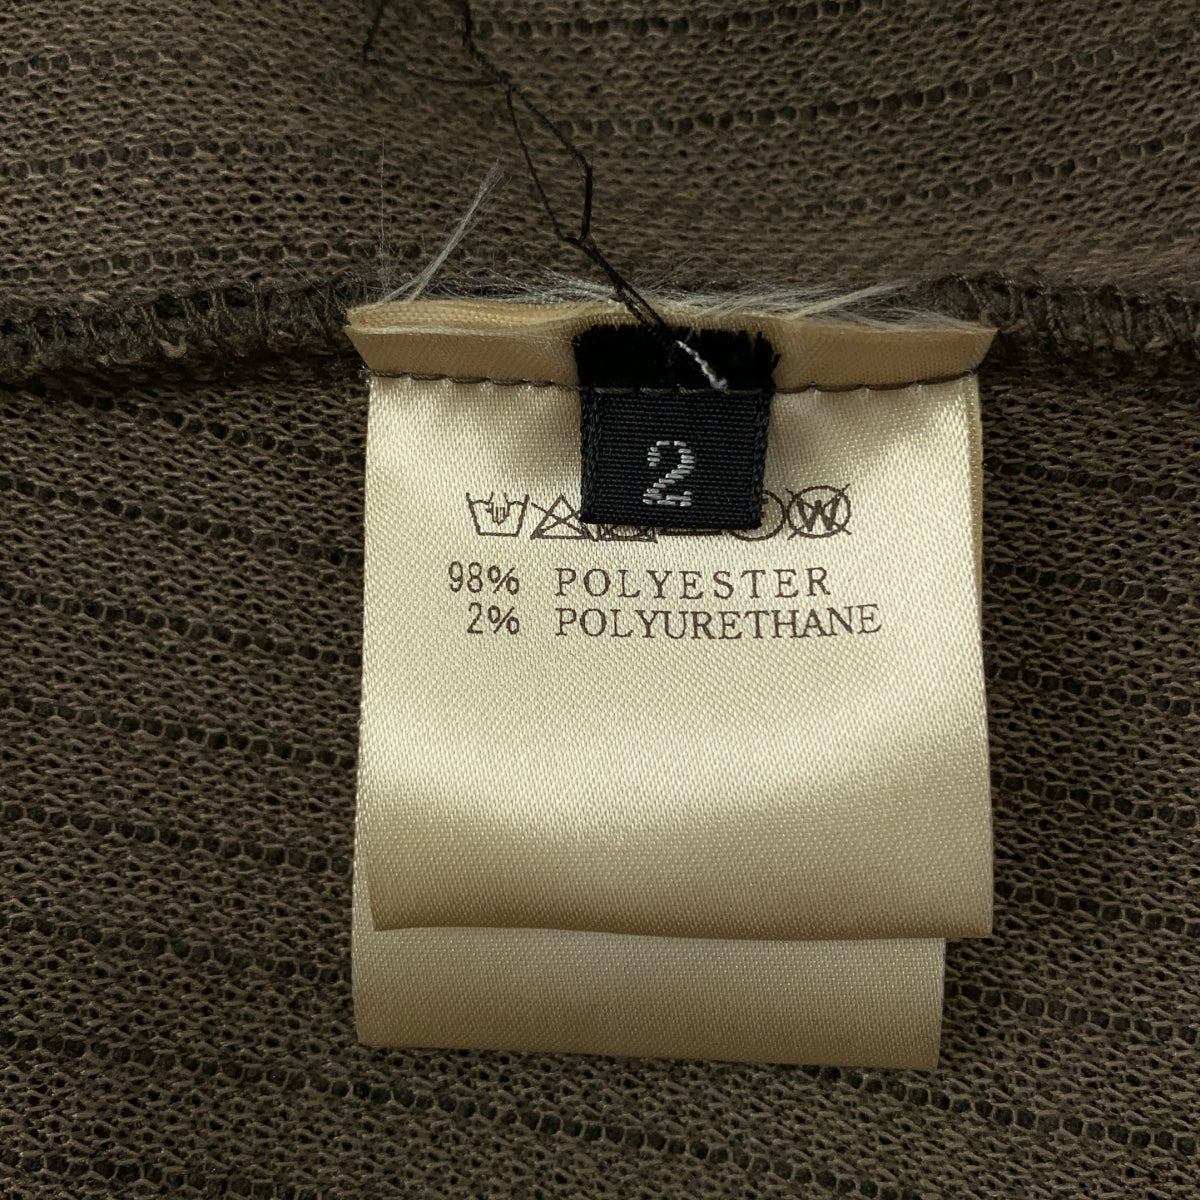 2
W
98% POLYESTER
2% POLYURETHANE